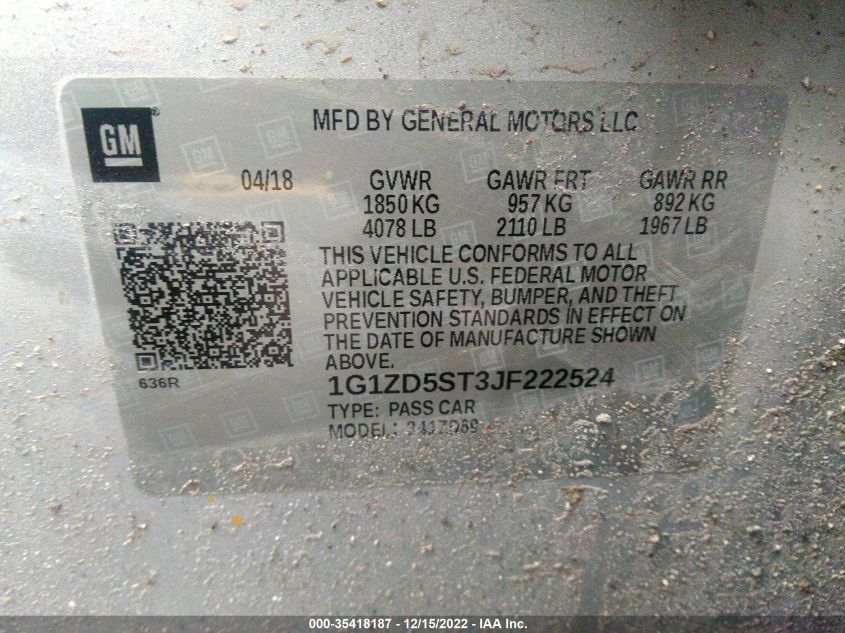 GM
®
MFD BY GENERAL MOTORS LLC
04/18 GVWR GAWR FRT GAWR RR
1850 KG 957 KG 892 KG
4078 LB 2110 LB 1967 LB
THIS VEHICLE CONFORMS TO ALL
APPLICABLE U.S. FEDERAL MOTOR
VEHICLE SAFETY, BUMPER, AND THEFT
PREVENTION STANDARDS IN EFFECT ON
THE DATE OF MANUFACTURE SHOWN
ABOVE.
636R
1G1ZD5ST3JF222524
TYPE: PASS CAR
MODEL:
000-35418187 - 12/15/2022 - IAA Inc.